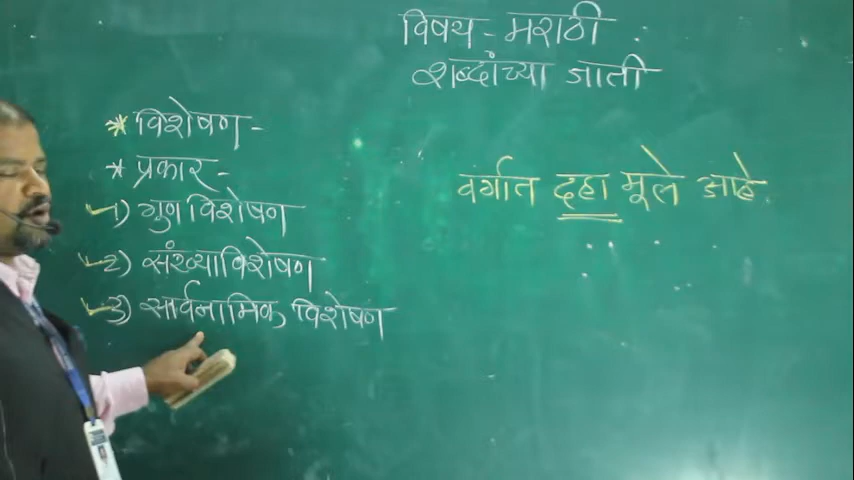 विषय - मराठी
शब्दांच्या जाती
* विशेषण -
* प्रकार -
1) गुणविशेषण
2) संख्याविशेषण
3) सार्वनामिक विशेषण
वर्गात दहा मूले आहे.